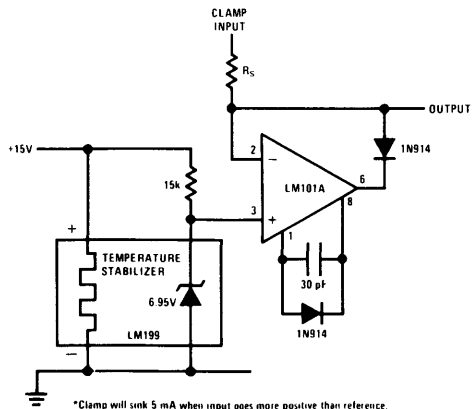 CLAMP
INPUT
RS
OUTPUT
+15V
1N914
2
−
6
15k
LM101A
8
3
+
1
+
TEMPERATURE
STABILIZER
30 pF
6.95V
LM199
1N914
−
*Clamp will sink 5 mA when input goes more positive than reference.